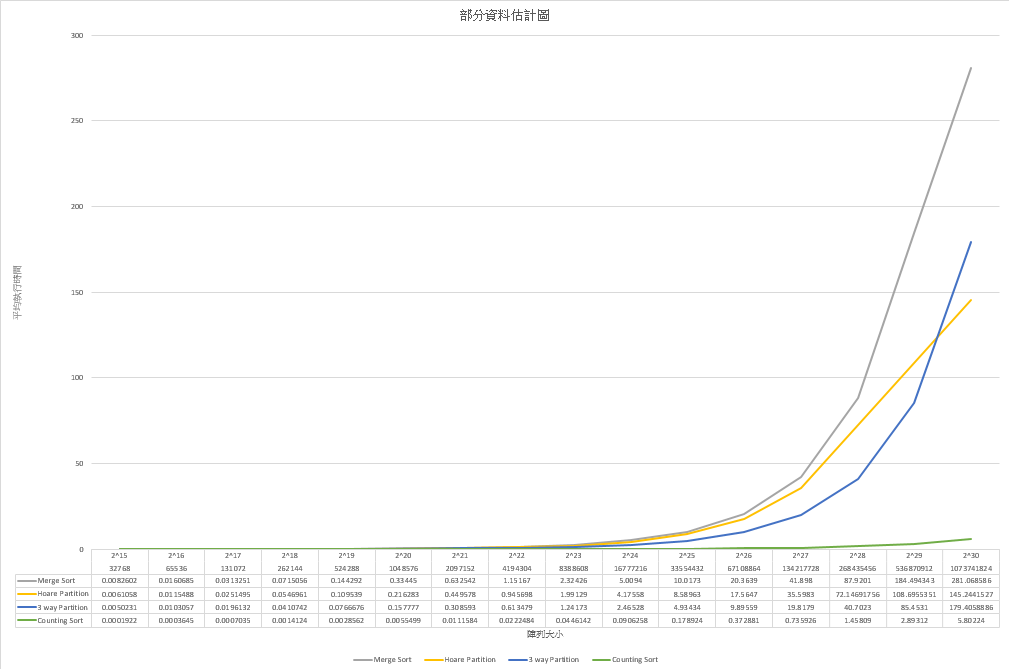 部分資料估計圖
300
250
200
150
100
50
0
平均執行時間
2^15 2^16 2^17 2^18 2^19 2^20 2^21 2^22 2^23 2^24 2^25 2^26 2^27 2^28 2^29 2^30
32768 65536 131072 262144 524288 1048576 2097152 4194304 8388608 16777216 33554432 67108864 134217728 268435456 536870912 1073741824
Merge Sort 0.0082602 0.0160685 0.0313251 0.0715056 0.144292 0.33445 0.632542 1.15167 2.32426 5.0094 10.0173 20.3639 41.898 87.9201 184.494343 281.068586
Hoare Partition 0.0061058 0.0115488 0.0251495 0.0546961 0.109539 0.216283 0.449578 0.945698 1.99129 4.17558 8.58963 17.5647 35.5983 72.14691756 108.6955351 145.2441527
3 way Partition 0.0050231 0.0103057 0.0196132 0.0410742 0.0766676 0.157777 0.308593 0.613479 1.24173 2.46528 4.93434 9.89559 19.8179 40.7023 85.4531 179.4058886
Counting Sort 0.0001922 0.0003645 0.0007035 0.0014124 0.0028562 0.0055499 0.0111584 0.0222484 0.0446142 0.0906258 0.178924 0.372881 0.735926 1.45809 2.89312 5.80224
陣列大小
Merge Sort Hoare Partition 3 way Partition Counting Sort